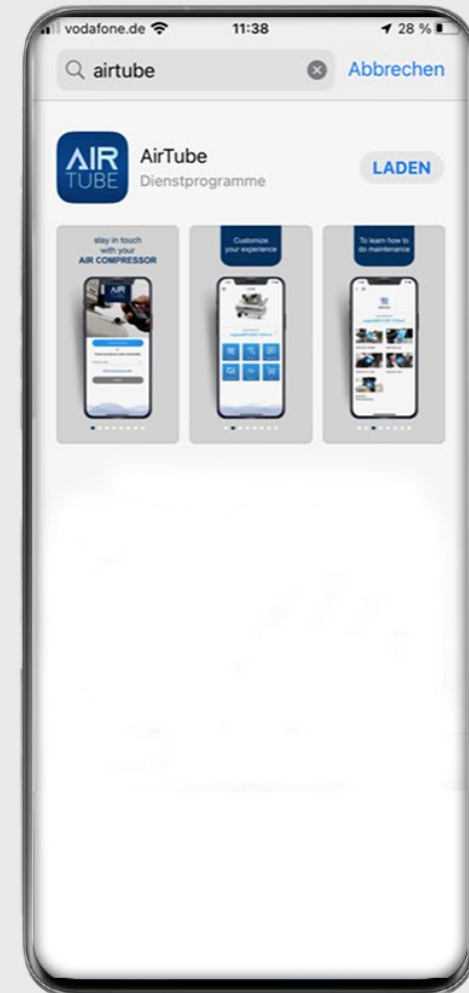 vodafone.de
11:38
28 %
airtube
Abbrechen
AIR
TUBE
AirTube
Dienstprogramme
LADEN
stay in touch
with your
AIR COMPRESSOR
Customize
your experience
To learn how to
do maintenance
AIR